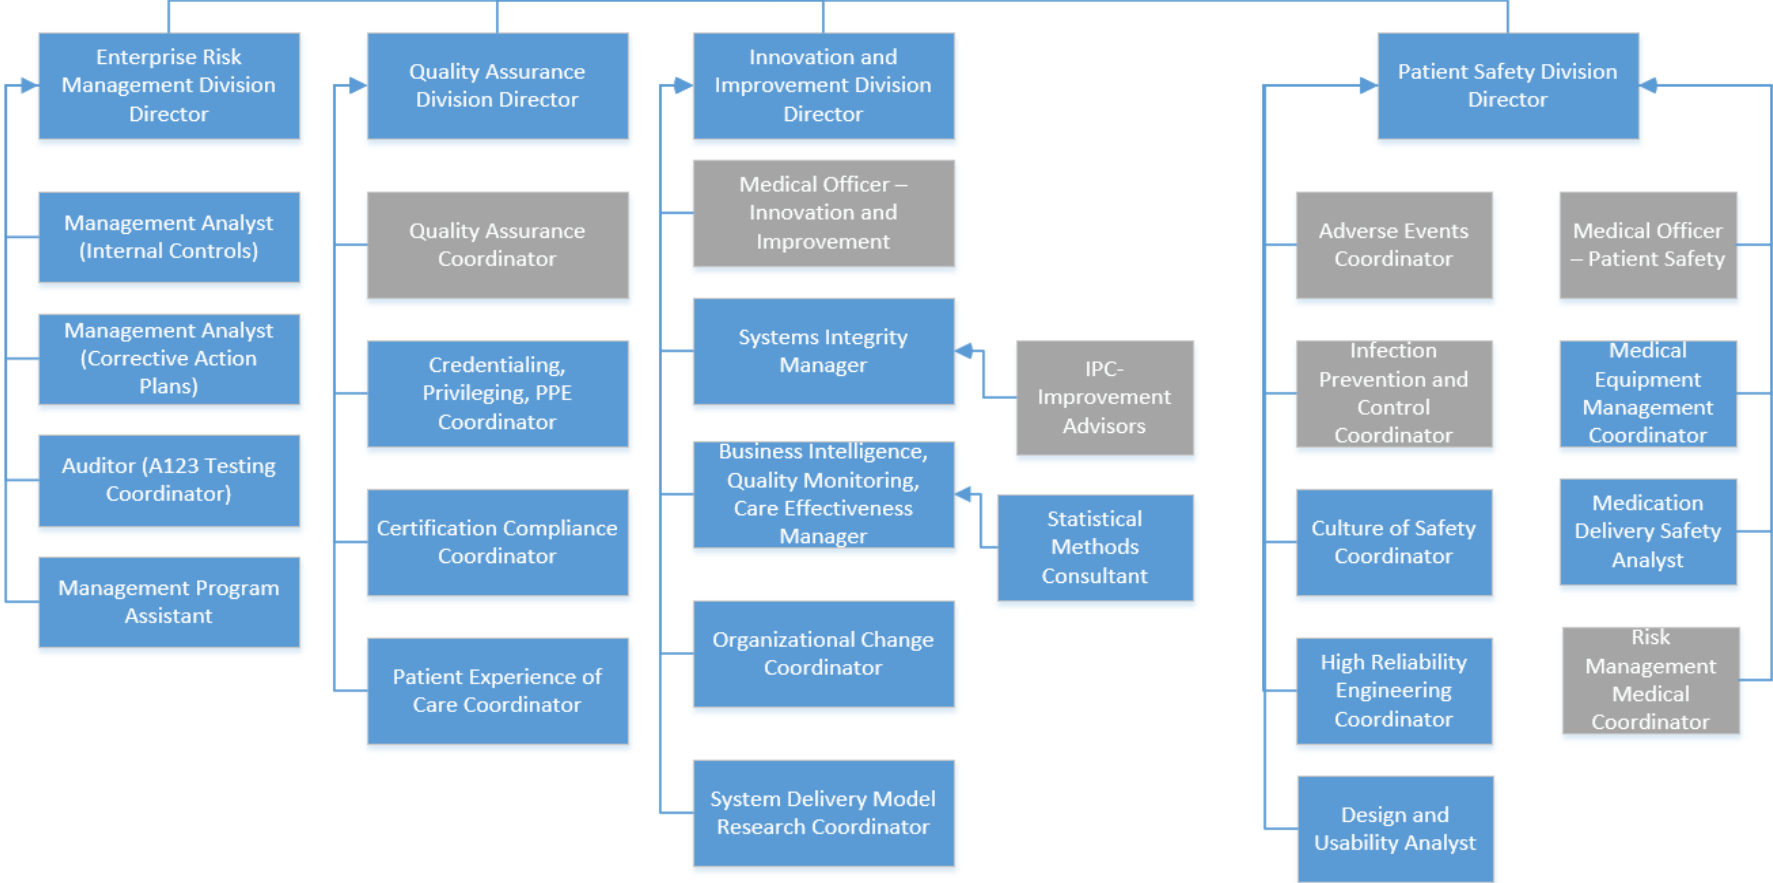 Enterprise Risk
Management Division
Director
Management Analyst
(Internal Controls)
Management Analyst
(Corrective Action
Plans)
Auditor (A123 Testing
Coordinator)
Management Program
Assistant
Quality Assurance
Division Director
Quality Assurance
Coordinator
Credentialing,
Privileging, PPE
Coordinator
Certification Compliance
Coordinator
Patient Experience of
Care Coordinator
Innovation and
Improvement Division
Director
Medical Officer –
Innovation and
Improvement
Systems Integrity
Manager
IPC-
Improvement
Advisors
Business Intelligence,
Quality Monitoring,
Care Effectiveness
Manager
Statistical
Methods
Consultant
Organizational Change
Coordinator
System Delivery Model
Research Coordinator
Patient Safety Division
Director
Adverse Events
Coordinator
Infection
Prevention and
Control
Coordinator
Culture of Safety
Coordinator
High Reliability
Engineering
Coordinator
Design and
Usability Analyst
Medical Officer
– Patient Safety
Medical
Equipment
Management
Coordinator
Medication
Delivery Safety
Analyst
Risk
Management
Medical
Coordinator